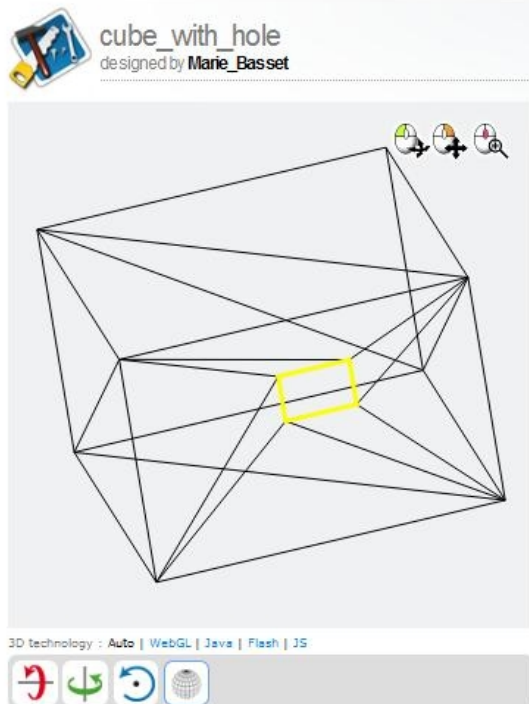 cube_with_hole
designed by Marie_Basset
3D technology : Auto | WebGL | Java | Flash | JS